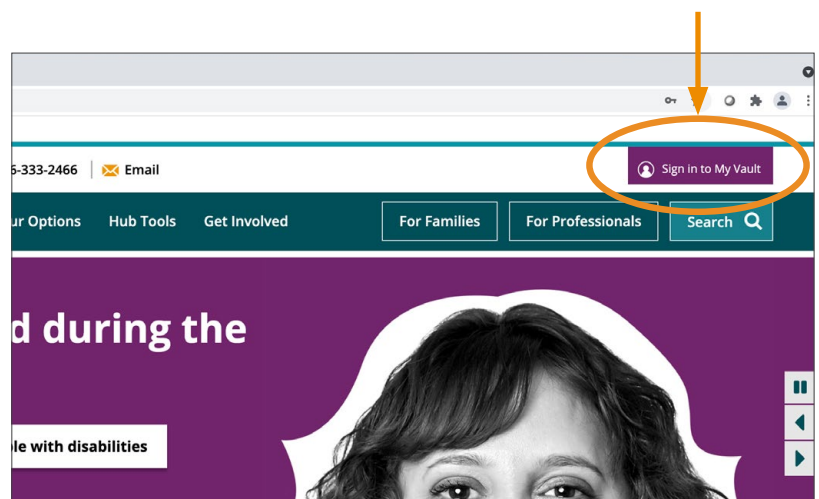 6-333-2466 Email Sign in to My Vault
ur Options Hub Tools Get Involved For Families For Professionals Search
d during the
le with disabilities